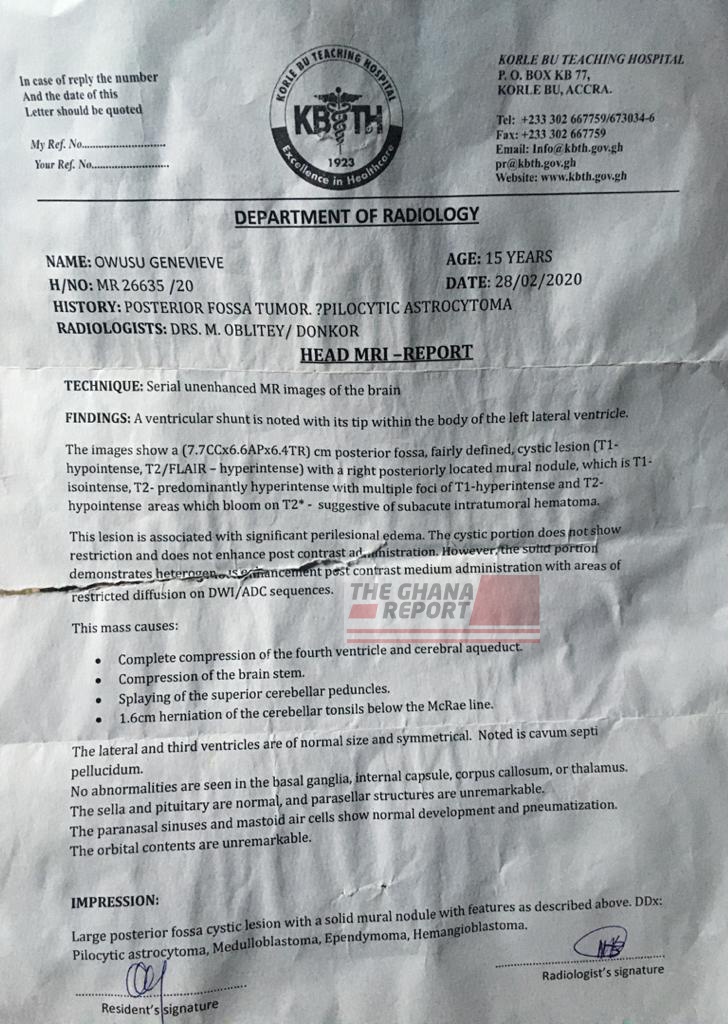 In case of reply the number
And the date of this
Letter should be quoted
My Ref. No.............................
Your Ref. No..........................
KORLE BU TEACHING HOSPITAL
KBTH
1923
Excellence in Healthcare
KORLE BU TEACHING HOSPITAL
P. O. BOX KB 77,
KORLE BU, ACCRA.
Tel: +233 302 667759/673034-6
Fax: +233 302 667759
Email: Info@kbth.gov.gh
pr@kbth.gov.gh
Website: www.kbth.gov.gh
DEPARTMENT OF RADIOLOGY
NAME: OWUSU GENEVIEVE AGE: 15 YEARS
H/NO: MR 26635 /20 DATE: 28/02/2020
HISTORY: POSTERIOR FOSSA TUMOR. ?PILOCYTIC ASTROCYTOMA
RADIOLOGISTS: DRS. M. OBLITEY/ DONKOR
HEAD MRI –REPORT
TECHNIQUE: Serial unenhanced MR images of the brain
FINDINGS: A ventricular shunt is noted with its tip within the body of the left lateral ventricle.
The images show a (7.7CCx6.6APx6.4TR) cm posterior fossa, fairly defined, cystic lesion (T1-
hypointense, T2/FLAIR – hyperintense) with a right posteriorly located mural nodule, which is T1-
isointense, T2- predominantly hyperintense with multiple foci of T1-hyperintense and T2-
hypointense areas which bloom on T2* - suggestive of subacute intratumoral hematoma.
This lesion is associated with significant perilesional edema. The cystic portion does not show
restriction and does not enhance post contrast administration. However, the solid portion
demonstrates heterogenous enhancement post contrast medium administration with areas of
restricted diffusion on DWI/ADC sequences.
THE GHANA
REPORT
This mass causes:
• Complete compression of the fourth ventricle and cerebral aqueduct.
• Compression of the brain stem.
• Splaying of the superior cerebellar peduncles.
• 1.6cm herniation of the cerebellar tonsils below the McRae line.
The lateral and third ventricles are of normal size and symmetrical. Noted is cavum septi
pellucidum.
No abnormalities are seen in the basal ganglia, internal capsule, corpus callosum, or thalamus.
The sella and pituitary are normal, and parasellar structures are unremarkable.
The paranasal sinuses and mastoid air cells show normal development and pneumatization.
The orbital contents are unremarkable.
IMPRESSION:
Large posterior fossa cystic lesion with a solid mural nodule with features as described above. DDx:
Pilocytic astrocytoma, Medulloblastoma, Ependymoma, Hemangioblastoma.
Resident's signature
Radiologist's signature